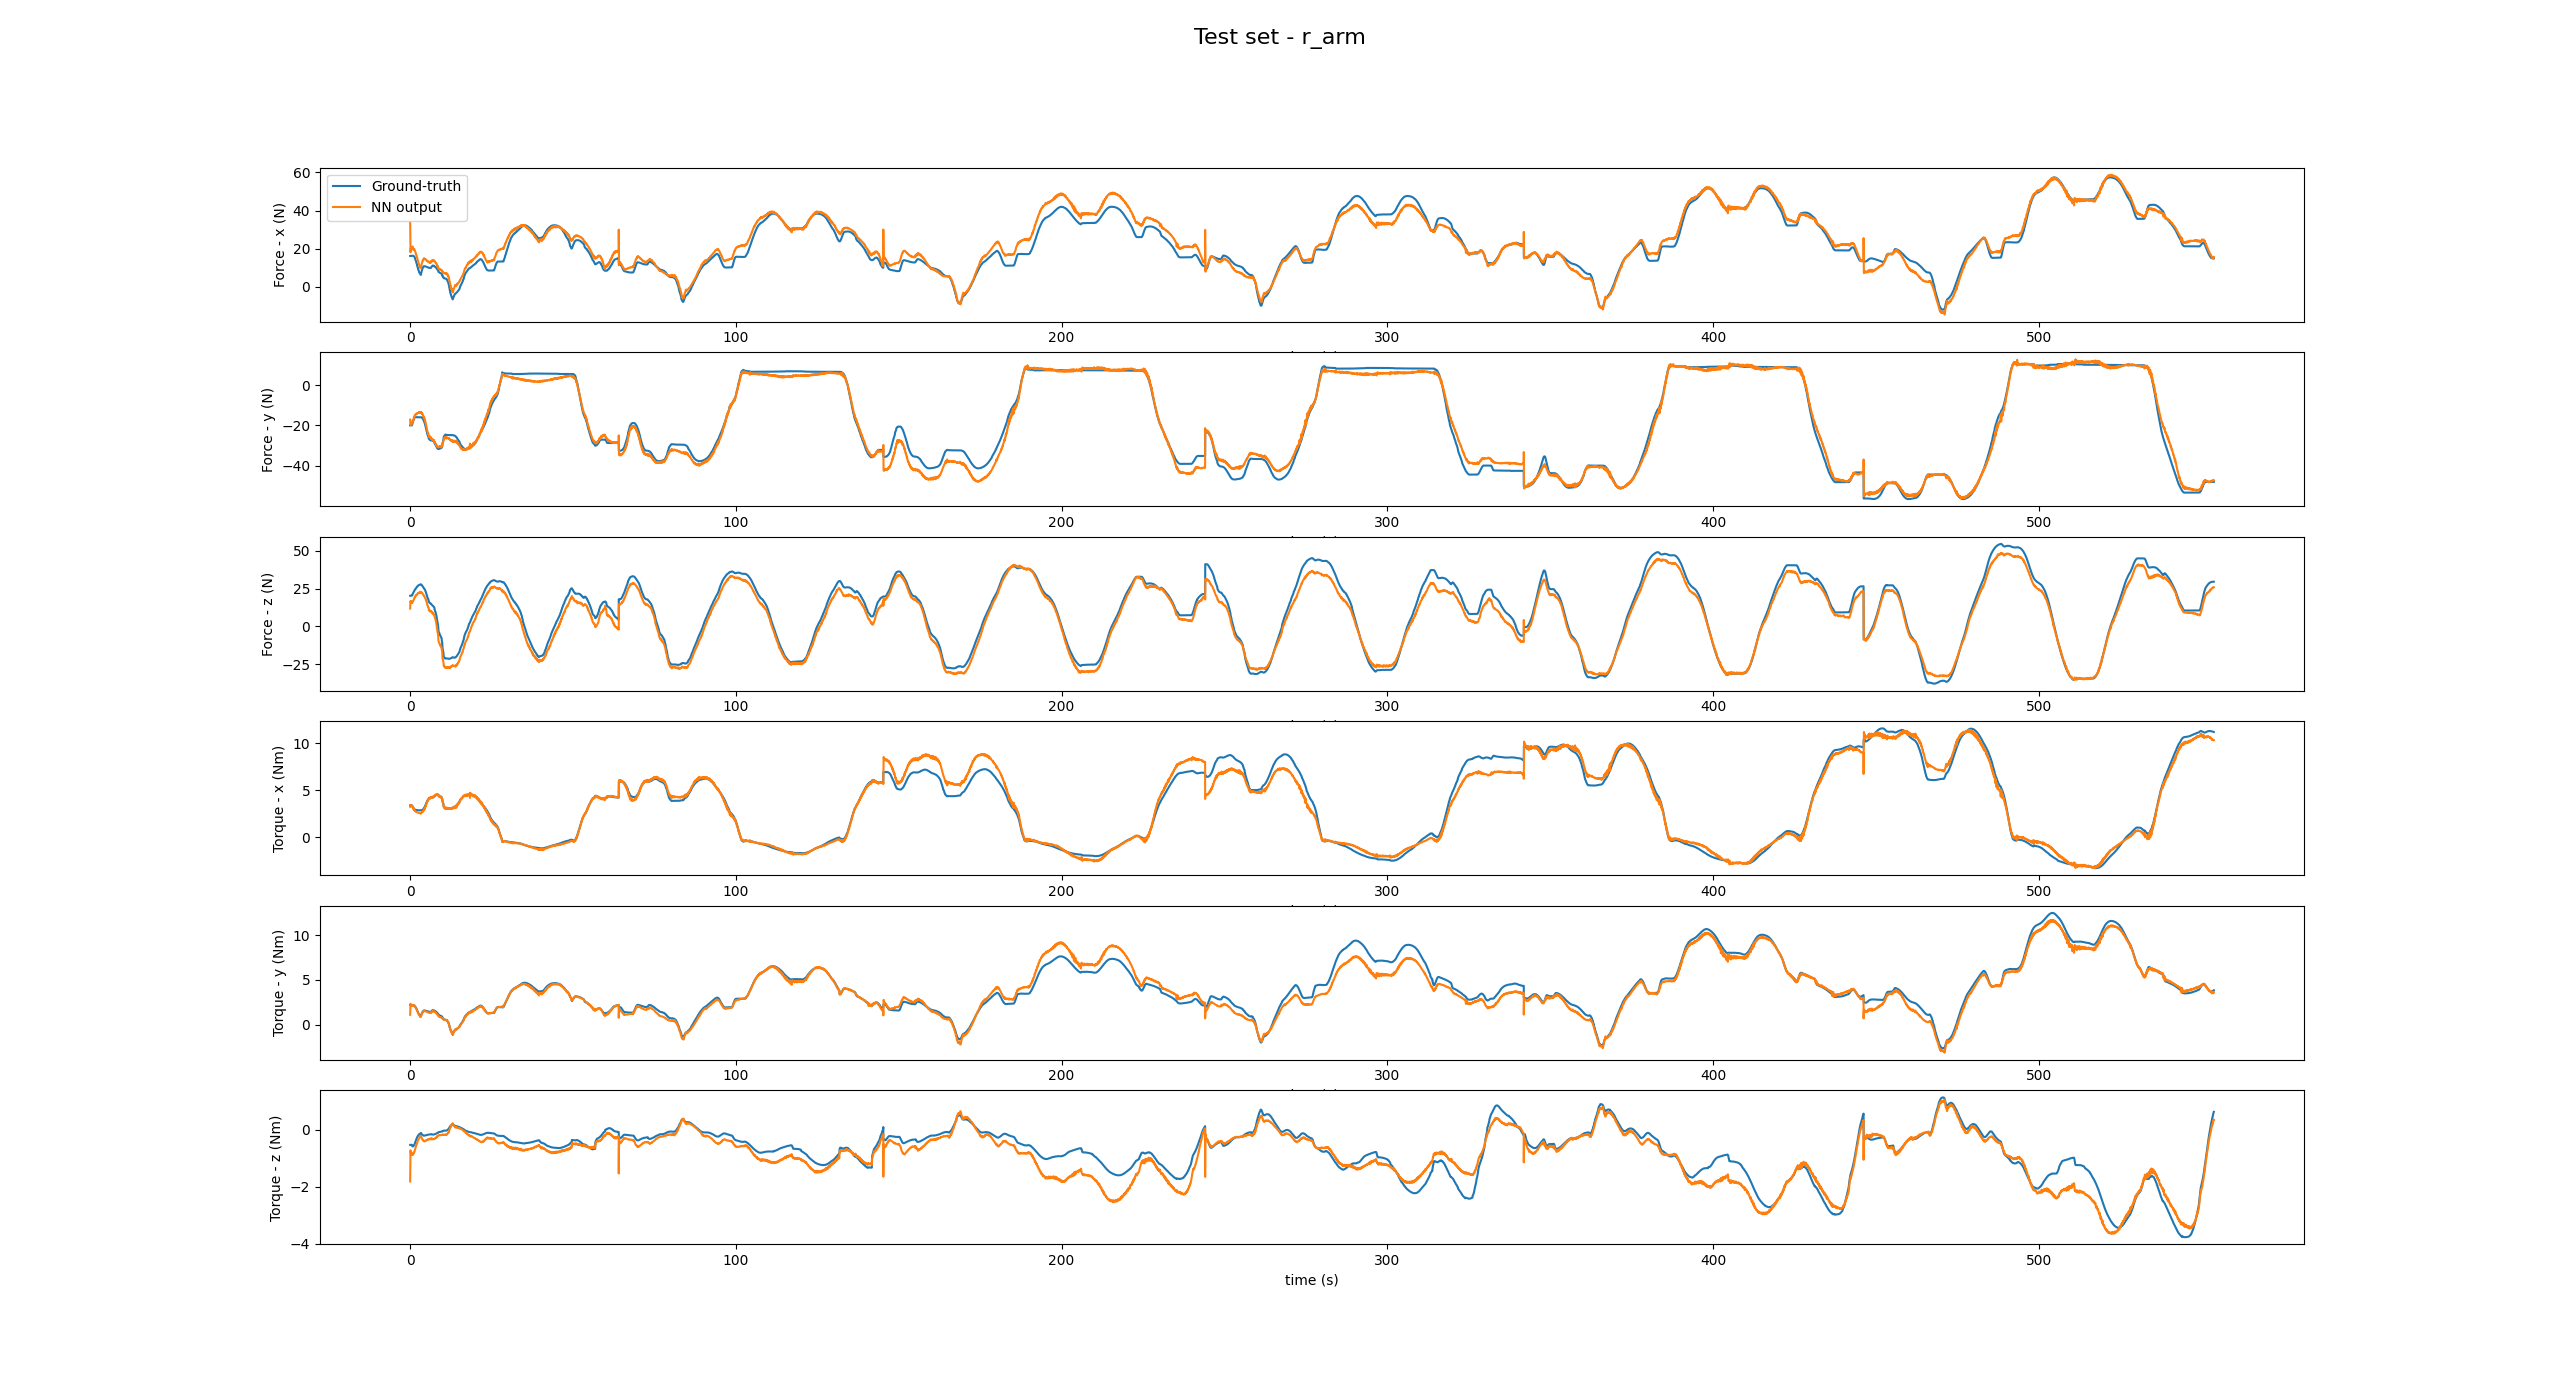 Test set - r_arm
Force - x (N)
60
40
20
0
Ground-truth
NN output
0 100 200 300 400 500
Force - y (N)
0
−20
−40
0 100 200 300 400 500
Force - z (N)
50
25
0
−25
0 100 200 300 400 500
Torque - x (Nm)
10
5
0
0 100 200 300 400 500
Torque - y (Nm)
10
5
0
0 100 200 300 400 500
Torque - z (Nm)
0
−2
−4
0 100 200 300 400 500
time (s)